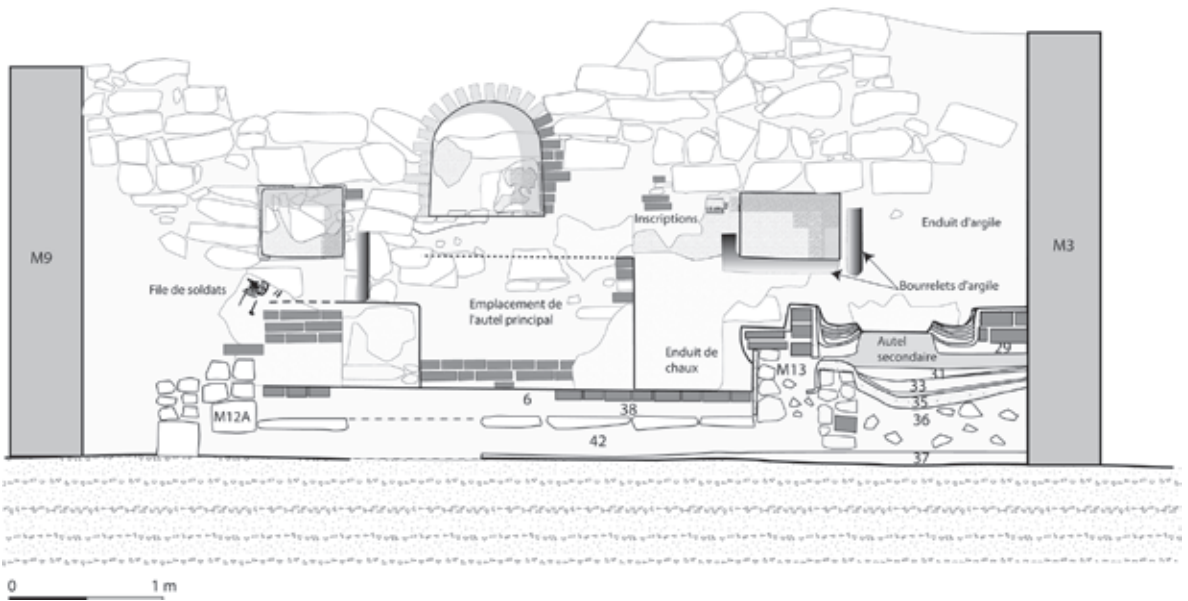 M9
M3
Inscriptions
Enduit d'argile
File de soldats
Bourrelets d'argile
Emplacement de
l'autel principal
Enduit de
chaux
Autel
secondaire
M13
M12A
29
31
33
35
36
37
6
38
42
0
1 m